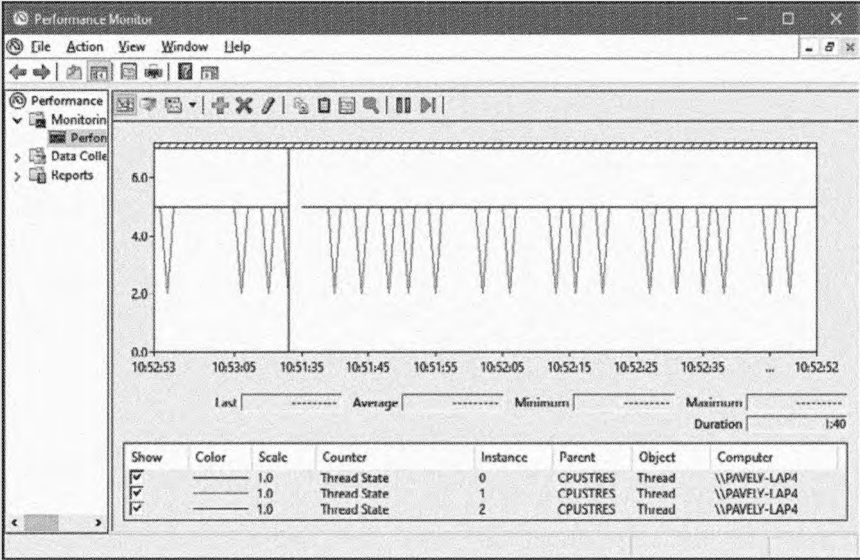 Performance Monitor
File Action View Window Help
Performance
Monitorin
Perfon
Data Colle
Reports
6.0
4.0
2.0
0.0
10:52:53 10:53:05 10:51:35 10:51:45 10:51:55 10:52:05 10:52:15 10:52:25 10:52:35 ... 10:52:52
Last --------- Average --------- Minimum --------- Maximum ---------
Duration 1:40
Show Color Scale Counter Instance Parent Object Computer
1.0 Thread State 0 CPUSTRES Thread \\PAVELY-LAP4
1.0 Thread State 1 CPUSTRES Thread \\PAVELY-LAP4
1.0 Thread State 2 CPUSTRES Thread \\PAVELY-LAP4